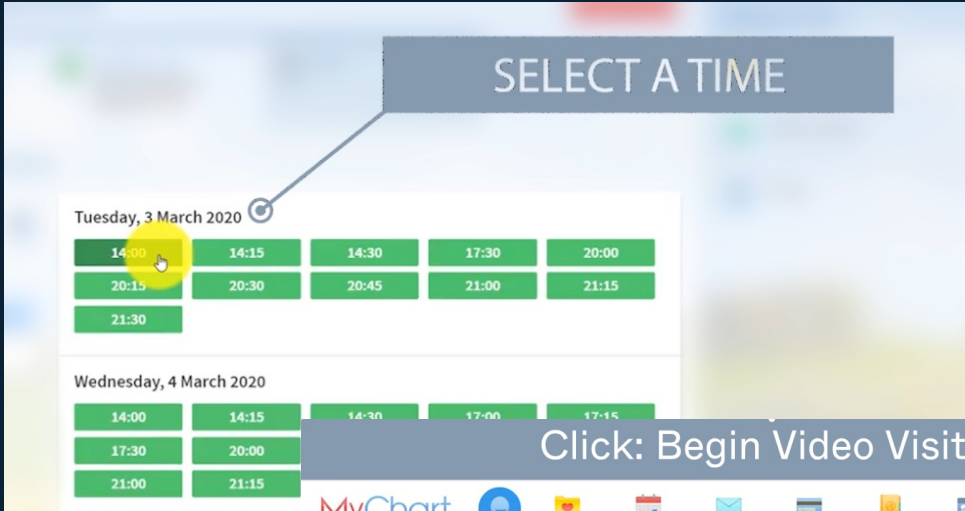 SELECT A TIME
Tuesday, 3 March 2020
14:00 14:15 14:30 17:30 20:00
20:15 20:30 20:45 21:00 21:15
21:30
Wednesday, 4 March 2020
14:00 14:15 14:30 17:00 17:15
17:30 20:00
21:00 21:15
Click: Begin Video Visit
MyChart